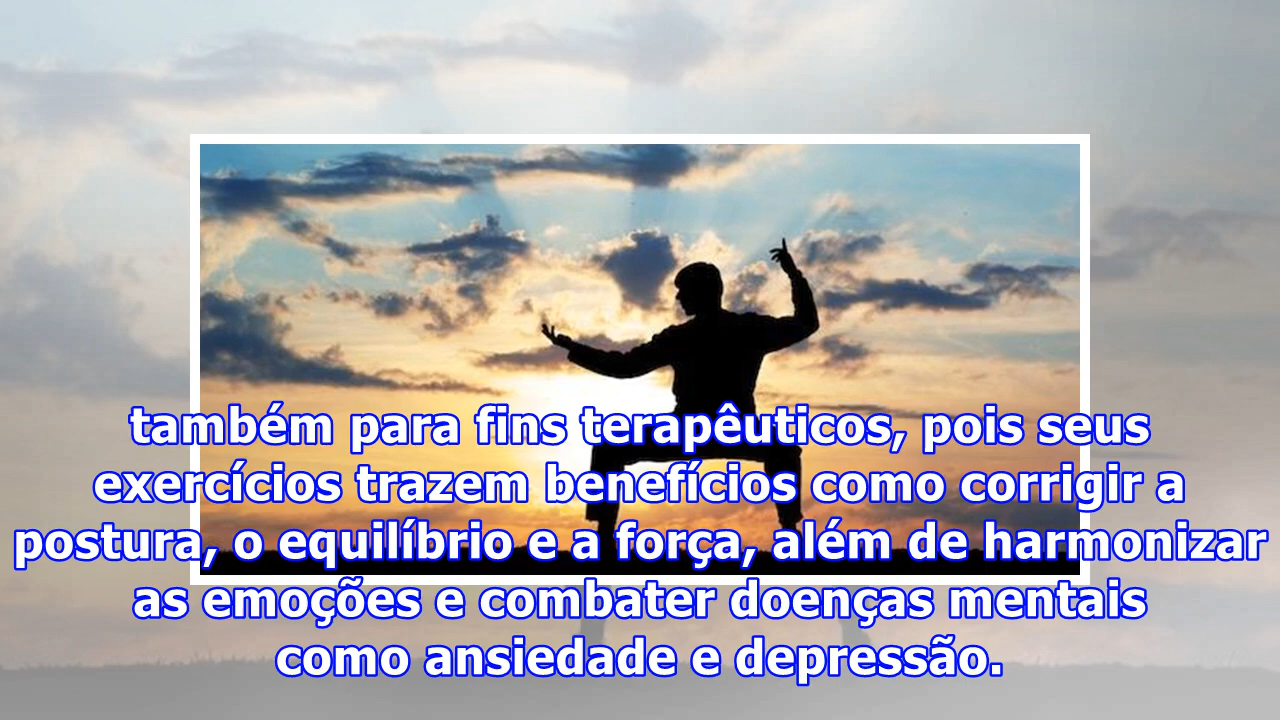 também para fins terapêuticos, pois seus
exercícios trazem benefícios como corrigir a
postura, o equilíbrio e a força, além de harmonizar
as emoções e combater doenças mentais
como ansiedade e depressão.